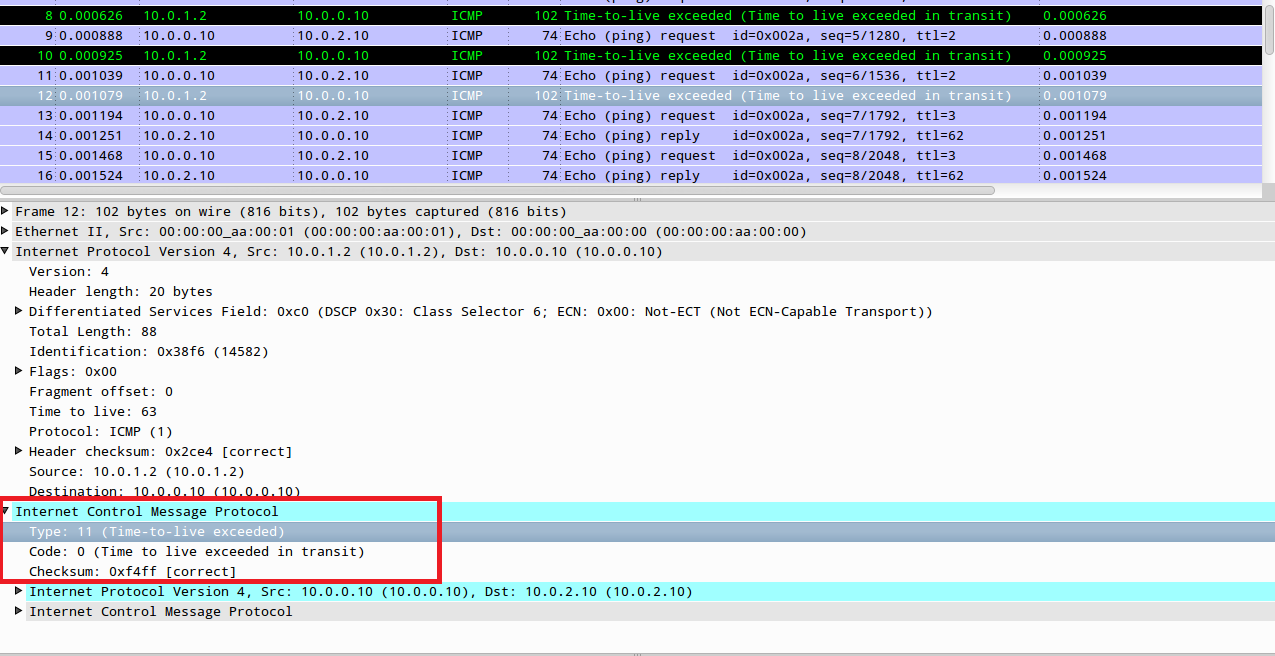 8 0.000626 10.0.1.2 10.0.0.10 ICMP 102 Time-to-live exceeded (Time to live exceeded in transit) 0.000626
9 0.000888 10.0.0.10 10.0.2.10 ICMP 74 Echo (ping) request id=0x002a, seq=5/1280, ttl=2 0.000888
10 0.000925 10.0.1.2 10.0.0.10 ICMP 102 Time-to-live exceeded (Time to live exceeded in transit) 0.000925
11 0.001039 10.0.0.10 10.0.2.10 ICMP 74 Echo (ping) request id=0x002a, seq=6/1536, ttl=2 0.001039
12 0.001079 10.0.1.2 10.0.0.10 ICMP 102 Time-to-live exceeded (Time to live exceeded in transit) 0.001079
13 0.001194 10.0.0.10 10.0.2.10 ICMP 74 Echo (ping) request id=0x002a, seq=7/1792, ttl=3 0.001194
14 0.001251 10.0.2.10 10.0.0.10 ICMP 74 Echo (ping) reply id=0x002a, seq=7/1792, ttl=62 0.001251
15 0.001468 10.0.0.10 10.0.2.10 ICMP 74 Echo (ping) request id=0x002a, seq=8/2048, ttl=3 0.001468
16 0.001524 10.0.2.10 10.0.0.10 ICMP 74 Echo (ping) reply id=0x002a, seq=8/2048, ttl=62 0.001524
Frame 12: 102 bytes on wire (816 bits), 102 bytes captured (816 bits)
Ethernet II, Src: 00:00:00_aa:00:01 (00:00:00:aa:00:01), Dst: 00:00:00_aa:00:00 (00:00:00:aa:00:00)
Internet Protocol Version 4, Src: 10.0.1.2 (10.0.1.2), Dst: 10.0.0.10 (10.0.0.10)
Version: 4
Header length: 20 bytes
Differentiated Services Field: 0xc0 (DSCP 0x30: Class Selector 6; ECN: 0x00: Not-ECT (Not ECN-Capable Transport))
Total Length: 88
Identification: 0x38f6 (14582)
Flags: 0x00
Fragment offset: 0
Time to live: 63
Protocol: ICMP (1)
Header checksum: 0x2ce4 [correct]
Source: 10.0.1.2 (10.0.1.2)
Destination: 10.0.0.10 (10.0.0.10)
Internet Control Message Protocol
Type: 11 (Time-to-live exceeded)
Code: 0 (Time to live exceeded in transit)
Checksum: 0xf4ff [correct]
Internet Protocol Version 4, Src: 10.0.0.10 (10.0.0.10), Dst: 10.0.2.10 (10.0.2.10)
Internet Control Message Protocol